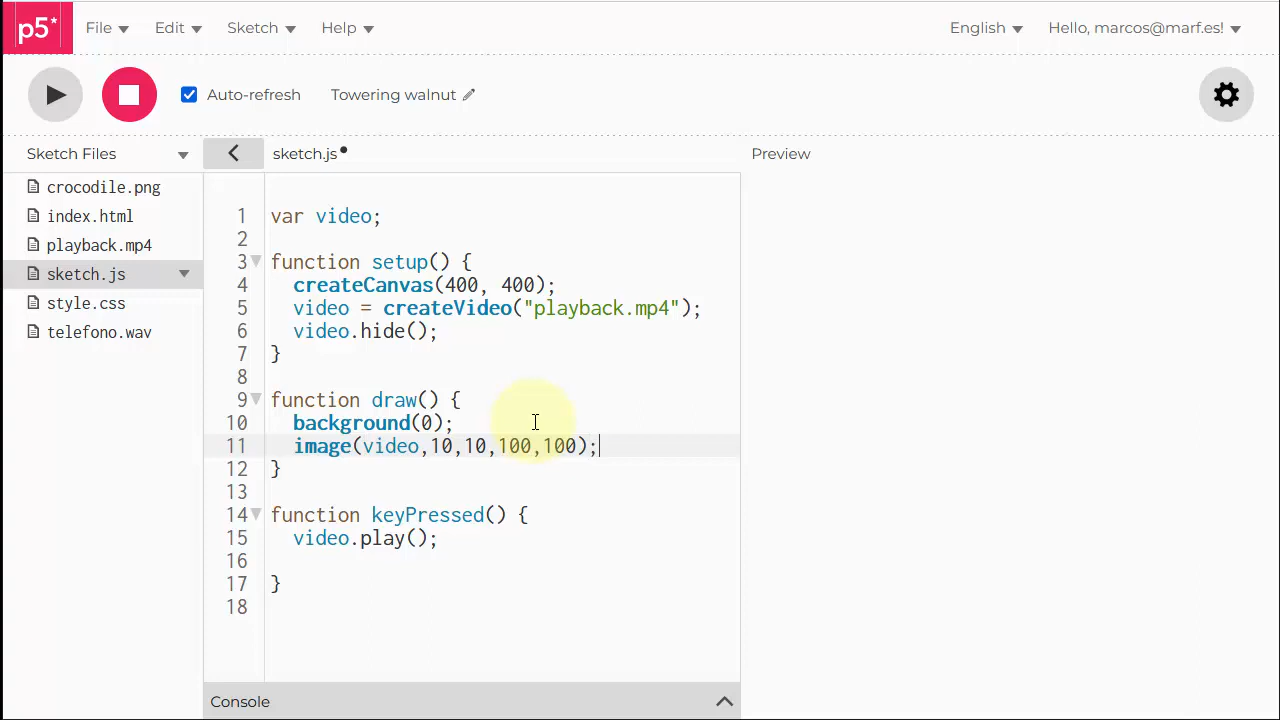 p5*
File Edit Sketch Help English Hello, marcos@marf.es!
Auto-refresh Towering walnut
Sketch Files sketch.js Preview
crocodile.png
index.html
playback.mp4
sketch.js
style.css
telefono.wav
1 var video;
2
3 function setup() {
4 createCanvas(400, 400);
5 video = createVideo("playback.mp4");
6 video.hide();
7 }
8
9 function draw() {
10 background(0);
11 image(video,10,10,100,100);
12 }
13
14 function keyPressed() {
15 video.play();
16
17 }
18
Console